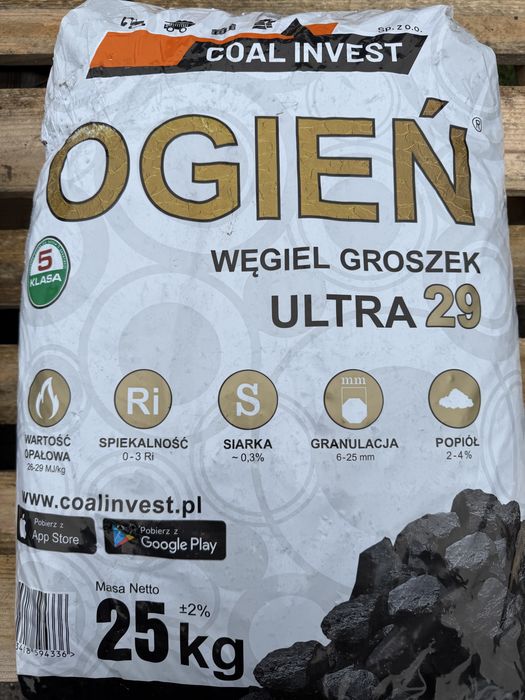 SP. Z O.O.
COAL INVEST
OGIEŃ®
5
KLASA
WĘGIEL GROSZEK
ULTRA 29
Ri
S
mm
WARTOŚĆ
OPAŁOWA
26-29 MJ/kg
SPIEKALNOŚĆ
0-3 Ri
SIARKA
~ 0,3%
GRANULACJA
6-25 mm
POPIÓŁ
2-4%
www.coalinvest.pl
Pobierz z
App Store
Pobierz z
Google Play
Masa Netto
25 kg ±2%